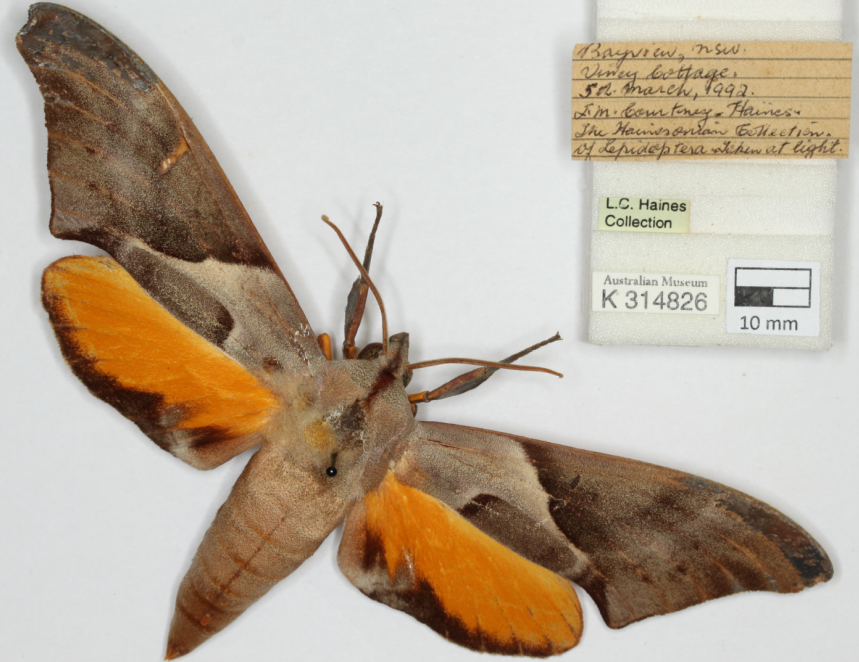 Bayview, NSW.
Viney Cottage.
5th March, 1992.
L.M. Courtney-Haines.
The Hainesonian Collection.
of Lepidoptera taken at light.
L.C. Haines
Collection
Australian Museum
K 314826
10 mm